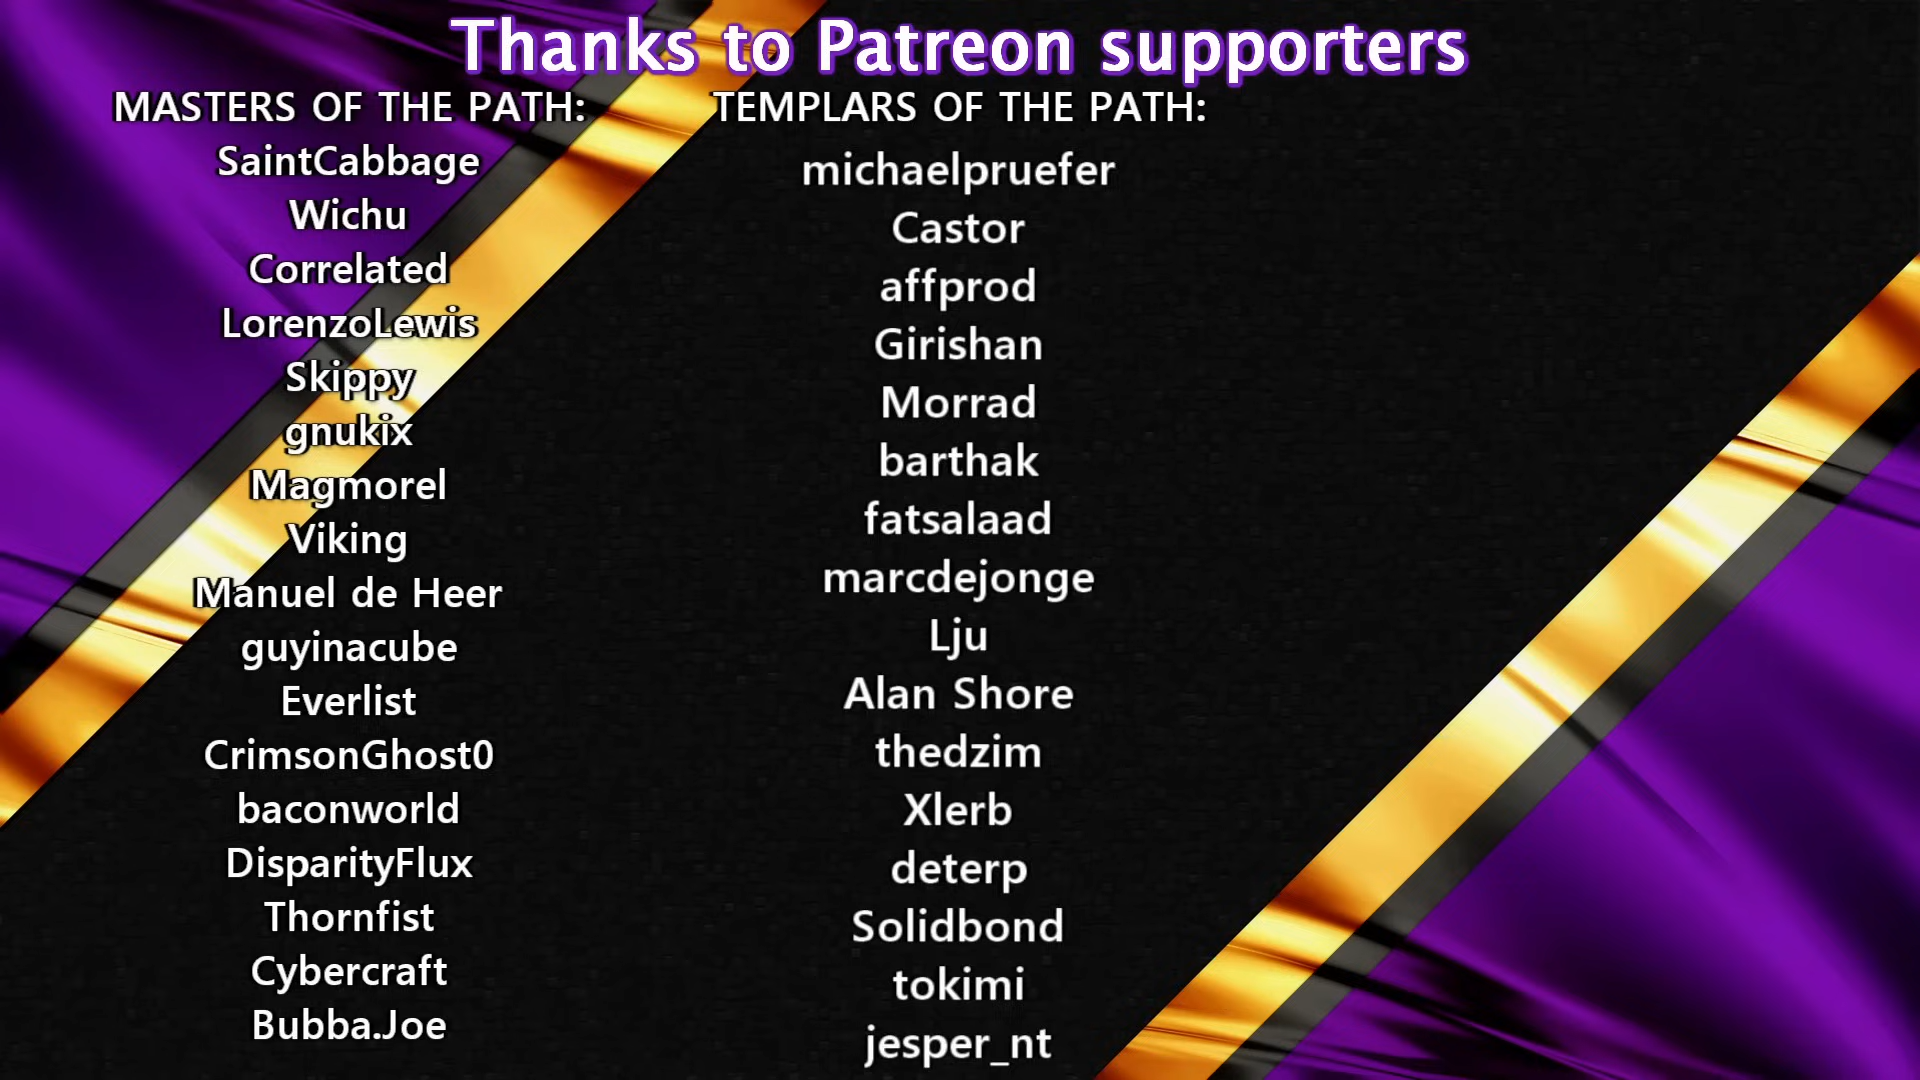 Thanks to Patreon supporters
MASTERS OF THE PATH:
SaintCabbage
Wichu
Correlated
LorenzoLewis
Skippy
gnukix
Magmorel
Viking
Manuel de Heer
guyinacube
Everlist
CrimsonGhost0
baconworld
DisparityFlux
Thornfist
Cybercraft
Bubba.Joe
TEMPLARS OF THE PATH:
michaelpruefer
Castor
affprod
Girishan
Morrad
barthak
fatsalaad
marcdejonge
Lju
Alan Shore
thedzim
Xlerb
deterp
Solidbond
tokimi
jesper_nt